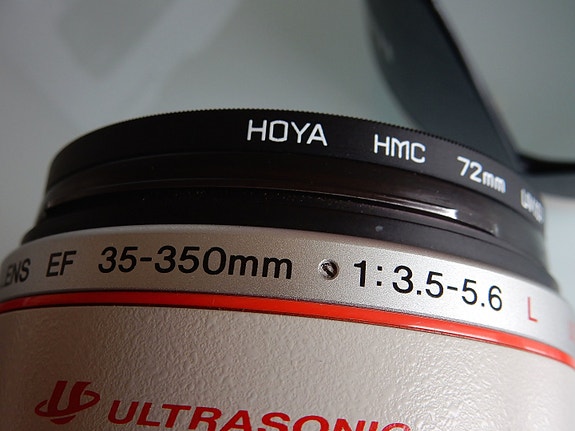 HOYA HMC 72mm
LENS EF 35-350mm 1:3.5-5.6 L
ULTRASONIC